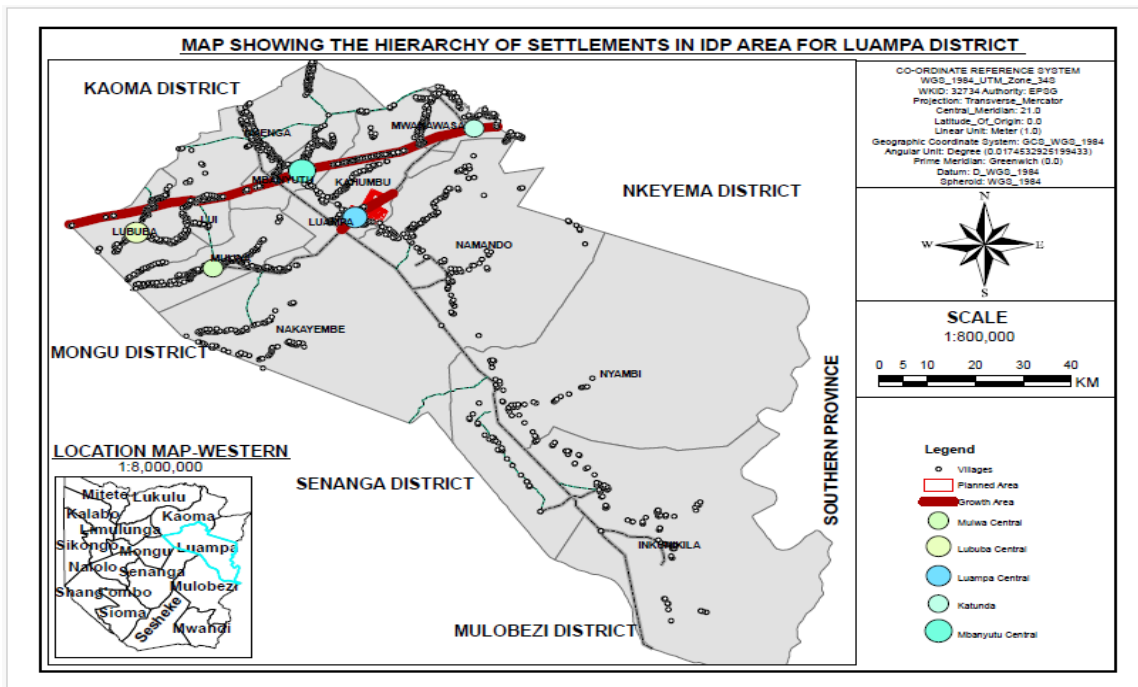 MAP SHOWING THE HIERARCHY OF SETTLEMENTS IN IDP AREA FOR LUAMPA DISTRICT
KAOMA DISTRICT
MWANAWASA
MBANYUTU
KAHUMBU
NKEYEMA DISTRICT
LUAMPA
LUI
LUBUBA
NAMANDO
NAKAYEMBE
MONGU DISTRICT
NYAMBI
SENANGA DISTRICT
SOUTHERN PROVINCE
MULOBEZI DISTRICT
LOCATION MAP-WESTERN
1:8,000,000
Mitete
Lukulu
Kalabo
Kaoma
Limulunga
Sikongo
Mongu
Luampa
Nalolo
Senanga
Mulobezi
Shang'ombo
Sioma
Sesheke
Mwandi
CO-ORDINATE REFERENCE SYSTEM
WGS_1984_UTM_Zone_34S
WKID: 32734 Authority: EPSG
Projection: Transverse_Mercator
Central_Meridian: 21.0
Latitude_Of_Origin: 0.0
Linear Unit: Meter (1.0)
Geographic Coordinate System: GCS_WGS_1984
Angular Unit: Degree (0.0174532925199433)
Prime Meridian: Greenwich (0.0)
Datum: D_WGS_1984
Spheroid: WGS_1984
N
W E
S
SCALE
1:800,000
0 5 10 20 30 40
KM
Legend
Villages
Planned Area
Growth Area
Mulwa Central
Lububa Central
Luampa Central
Katunda
Mbanyutu Central